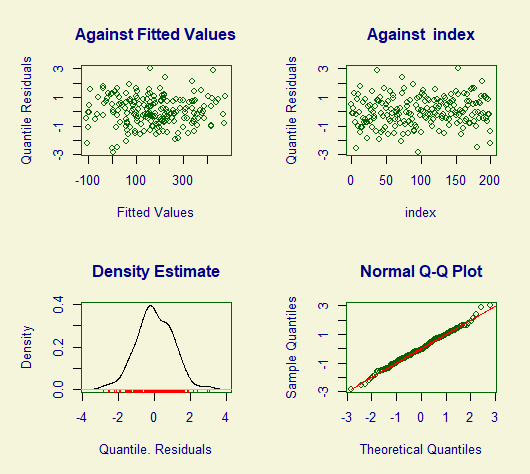 Against Fitted Values
Quantile Residuals
-3 -1 1 3
-100 100 300
Fitted Values
Against index
Quantile Residuals
-3 -1 1 3
0 50 100 150 200
index
Density Estimate
Density
0.0 0.2 0.4
-4 -2 0 2 4
Quantile. Residuals
Normal Q-Q Plot
Sample Quantiles
-3 -1 1 3
-3 -2 -1 0 1 2 3
Theoretical Quantiles